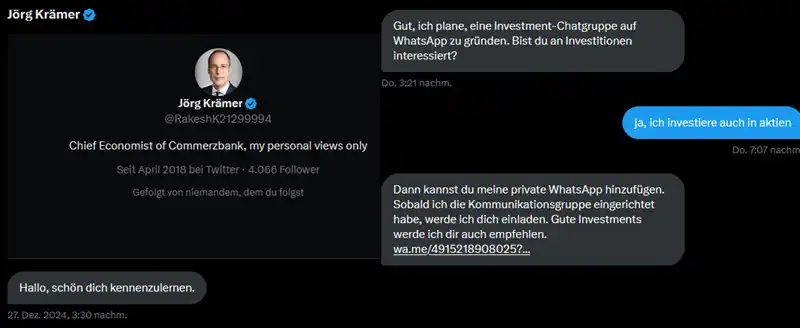 Jörg Krämer
Jörg Krämer
@RakeshK21299994
Chief Economist of Commerzbank, my personal views only
Seit April 2018 bei Twitter · 4.066 Follower
Gefolgt von niemandem, dem du folgst
Hallo, schön dich kennenzulernen.
27. Dez. 2024, 3:30 nachm.
Gut, ich plane, eine Investment-Chatgruppe auf
WhatsApp zu gründen. Bist du an Investitionen
interessiert?
Do. 3:21 nachm.
ja, ich investiere auch in aktien
Do. 7:07 nachm
Dann kannst du meine private WhatsApp hinzufügen.
Sobald ich die Kommunikationsgruppe eingerichtet
habe, werde ich dich einladen. Gute Investments
werde ich dir auch empfehlen.
wa.me/4915218908025?...